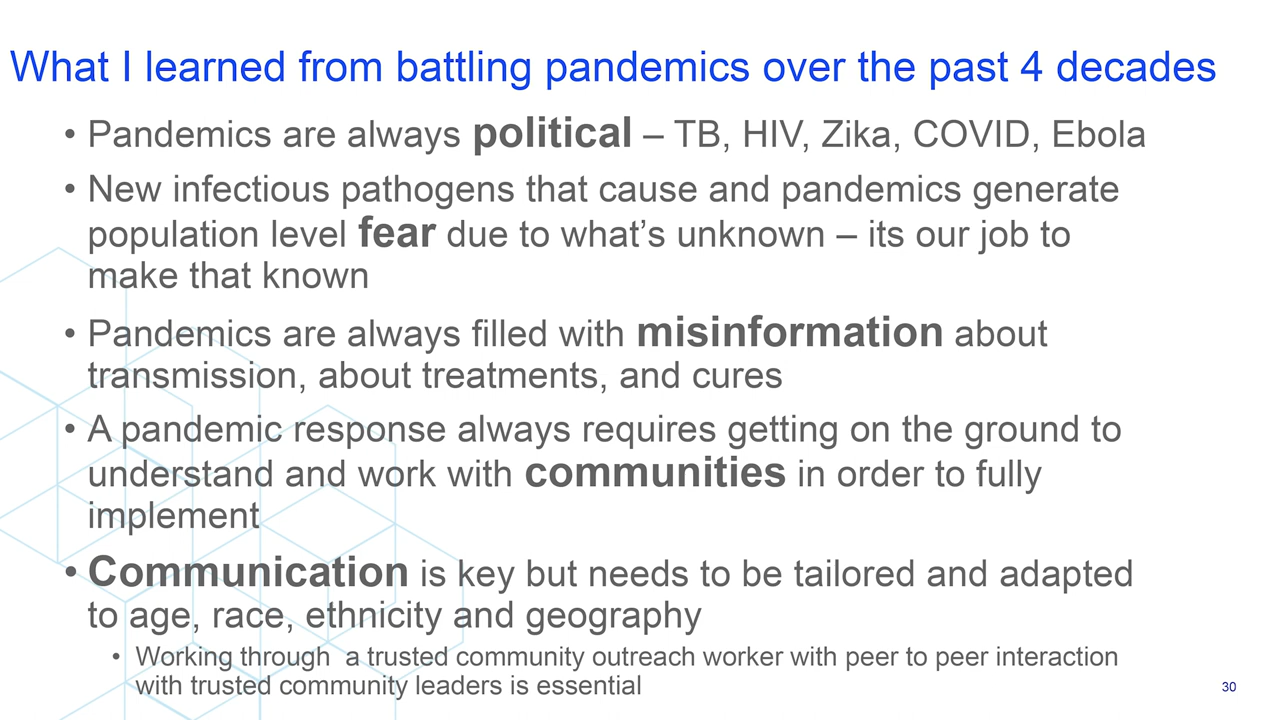 What I learned from battling pandemics over the past 4 decades
• Pandemics are always political – TB, HIV, Zika, COVID, Ebola
• New infectious pathogens that cause and pandemics generate
population level fear due to what’s unknown – its our job to
make that known
• Pandemics are always filled with misinformation about
transmission, about treatments, and cures
• A pandemic response always requires getting on the ground to
understand and work with communities in order to fully
implement
• Communication is key but needs to be tailored and adapted
to age, race, ethnicity and geography
• Working through  a trusted community outreach worker with peer to peer interaction
with trusted community leaders is essential
30